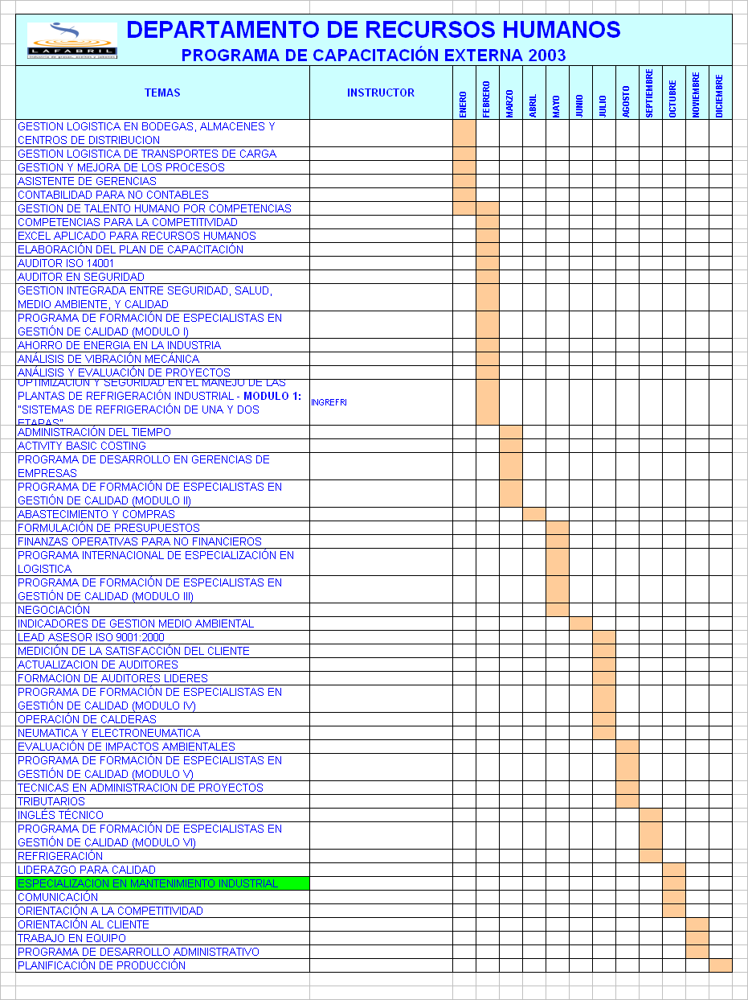 DEPARTAMENTO DE RECURSOS HUMANOS
LAFABRIL
PROGRAMA DE CAPACITACIÓN EXTERNA 2003
TEMAS
INSTRUCTOR
ENERO
FEBRERO
MARZO
ABRIL
MAYO
JUNIO
JULIO
AGOSTO
SEPTIEMBRE
OCTUBRE
NOVIEMBRE
DICIEMBRE
GESTION LOGISTICA EN BODEGAS, ALMACENES Y
CENTROS DE DISTRIBUCION
GESTION LOGISTICA DE TRANSPORTES DE CARGA
GESTION Y MEJORA DE LOS PROCESOS
ASISTENTE DE GERENCIAS
CONTABILIDAD PARA NO CONTABLES
GESTION DE TALENTO HUMANO POR COMPETENCIAS
COMPETENCIAS PARA LA COMPETITIVIDAD
EXCEL APLICADO PARA RECURSOS HUMANOS
ELABORACIÓN DEL PLAN DE CAPACITACIÓN
AUDITOR ISO 14001
AUDITOR EN SEGURIDAD
GESTION INTEGRADA ENTRE SEGURIDAD, SALUD,
MEDIO AMBIENTE, Y CALIDAD
PROGRAMA DE FORMACIÓN DE ESPECIALISTAS EN
GESTIÓN DE CALIDAD (MODULO I)
AHORRO DE ENERGIA EN LA INDUSTRIA
ANÁLISIS DE VIBRACIÓN MECÁNICA
ANÁLISIS Y EVALUACIÓN DE PROYECTOS
OPTIMIZACIÓN Y SEGURIDAD EN EL MANEJO DE LAS
PLANTAS DE REFRIGERACIÓN INDUSTRIAL - MODULO 1:
"SISTEMAS DE REFRIGERACIÓN DE UNA Y DOS
ETAPAS"
INGREFRI
ADMINISTRACIÓN DEL TIEMPO
ACTIVITY BASIC COSTING
PROGRAMA DE DESARROLLO EN GERENCIAS DE
EMPRESAS
PROGRAMA DE FORMACIÓN DE ESPECIALISTAS EN
GESTIÓN DE CALIDAD (MODULO II)
ABASTECIMIENTO Y COMPRAS
FORMULACIÓN DE PRESUPUESTOS
FINANZAS OPERATIVAS PARA NO FINANCIEROS
PROGRAMA INTERNACIONAL DE ESPECIALIZACIÓN EN
LOGISTICA
PROGRAMA DE FORMACIÓN DE ESPECIALISTAS EN
GESTIÓN DE CALIDAD (MODULO III)
NEGOCIACIÓN
INDICADORES DE GESTION MEDIO AMBIENTAL
LEAD ASESOR ISO 9001:2000
MEDICIÓN DE LA SATISFACCIÓN DEL CLIENTE
ACTUALIZACION DE AUDITORES
FORMACION DE AUDITORES LIDERES
PROGRAMA DE FORMACIÓN DE ESPECIALISTAS EN
GESTIÓN DE CALIDAD (MODULO IV)
OPERACIÓN DE CALDERAS
NEUMATICA Y ELECTRONEUMATICA
EVALUACIÓN DE IMPACTOS AMBIENTALES
PROGRAMA DE FORMACIÓN DE ESPECIALISTAS EN
GESTIÓN DE CALIDAD (MODULO V)
TECNICAS EN ADMINISTRACION DE PROYECTOS
TRIBUTARIOS
INGLÉS TÉCNICO
PROGRAMA DE FORMACIÓN DE ESPECIALISTAS EN
GESTIÓN DE CALIDAD (MODULO VI)
REFRIGERACIÓN
LIDERAZGO PARA CALIDAD
ESPECIALIZACION EN MANTENIMIENTO INDUSTRIAL
COMUNICACIÓN
ORIENTACIÓN A LA COMPETITIVIDAD
ORIENTACIÓN AL CLIENTE
TRABAJO EN EQUIPO
PROGRAMA DE DESARROLLO ADMINISTRATIVO
PLANIFICACIÓN DE PRODUCCIÓN